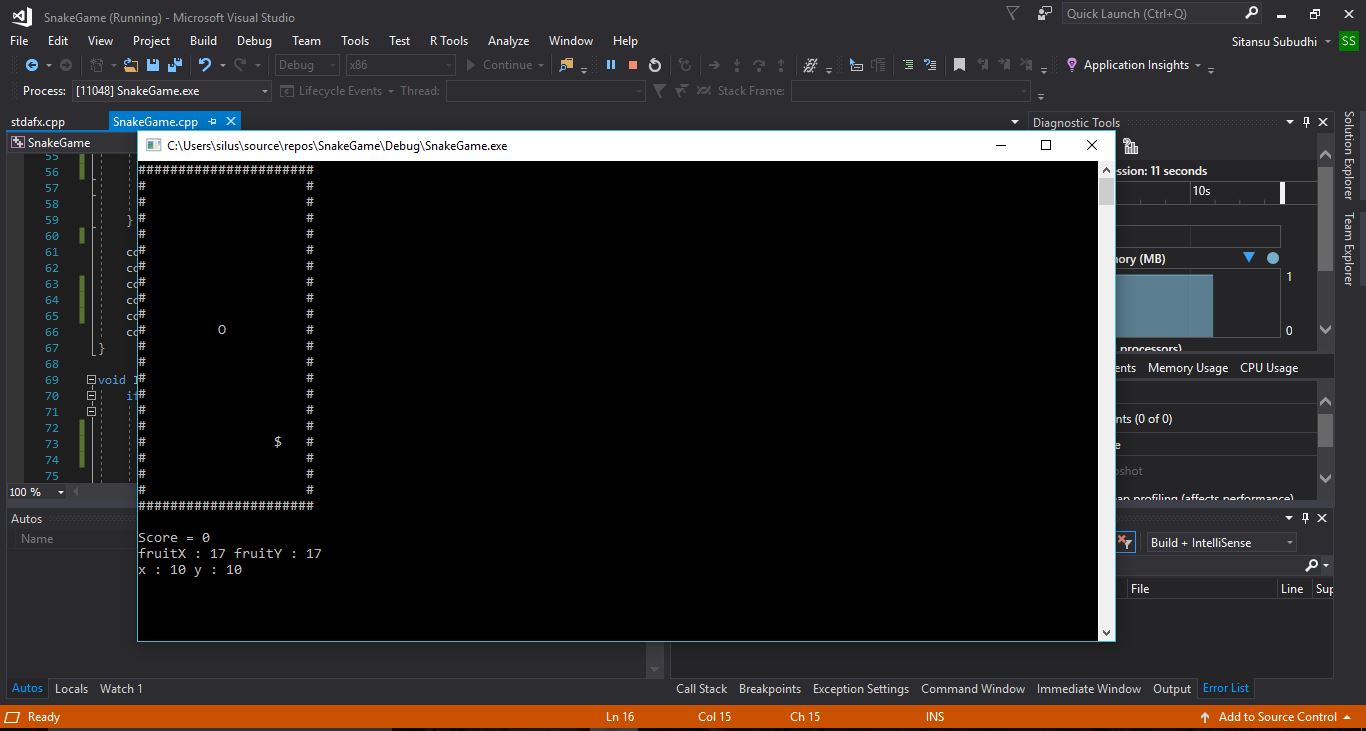 SnakeGame (Running) - Microsoft Visual Studio
Quick Launch (Ctrl+Q)
File Edit View Project Build Debug Team Tools Test R Tools Analyze Window Help
Sitansu Subudhi SS
Debug x86 Continue Application Insights
Process: [11048] SnakeGame.exe Lifecycle Events Thread: Stack Frame:
stdafx.cpp SnakeGame.cpp
Diagnostic Tools
SnakeGame
C:\Users\silus\source\repos\SnakeGame\Debug\SnakeGame.exe
55
56
57
58
59 }
60
61 co
62 co
63 co
64 co
65 co
66 co
67 }
68
69 void I
70 if
71
72
73
74
75
100 %
######################
# #
# #
# #
# #
# #
# #
# #
# #
# #
# O #
# #
# #
# #
# #
# #
# #
# $ #
# #
# #
# #
######################
Score = 0
fruitX : 17 fruitY : 17
x : 10 y : 10
ssion: 11 seconds
10s
ory (MB)
1
0
processors)
ents Memory Usage CPU Usage
nts (0 of 0)
e
shot
ap profiling (affects performance)
Solution Explorer
Team Explorer
Autos
Name
Build + IntelliSense
File Line Sup
Autos Locals Watch 1
Call Stack Breakpoints Exception Settings Command Window Immediate Window Output Error List
Ready Ln 16 Col 15 Ch 15 INS Add to Source Control